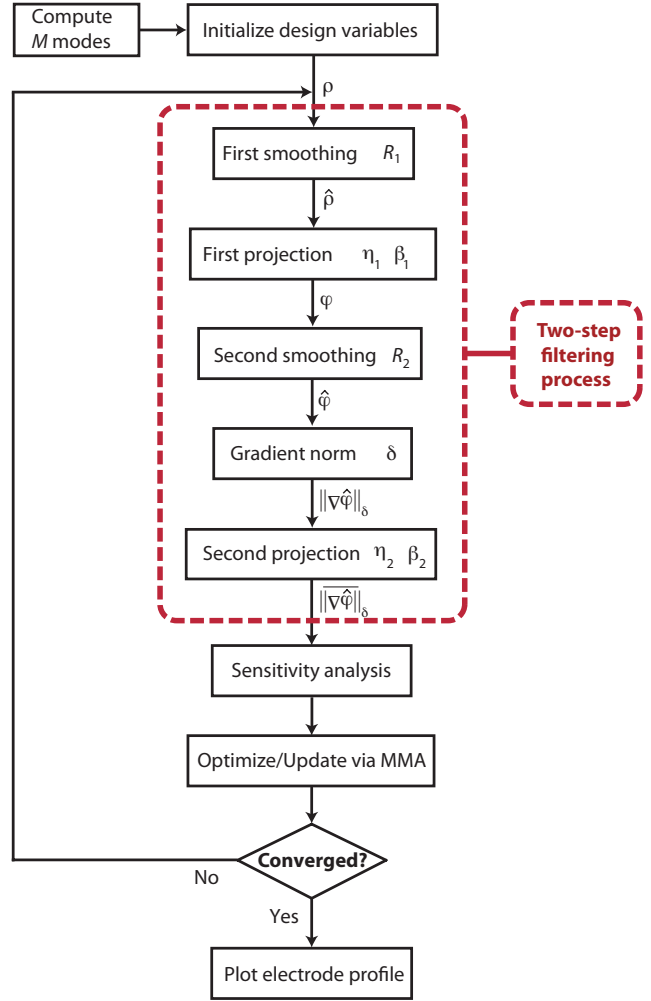 Compute
M modes
Initialize design variables
ρ
First smoothing R₁
ρ̂
First projection η₁ β₁
φ
Second smoothing R₂
φ̂
Two-step
filtering
process
Gradient norm δ
||∇φ̂||δ
Second projection η₂ β₂
||∇φ̂||̅δ
Sensitivity analysis
Optimize/Update via MMA
Converged?
No
Yes
Plot electrode profile